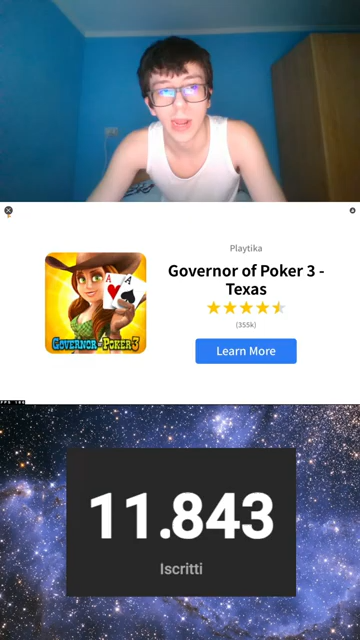 Playtika
Governor of Poker 3 -
Texas
(355k)
A
A
GOVERNOR OF POKER 3
Learn More
11.843
Iscritti